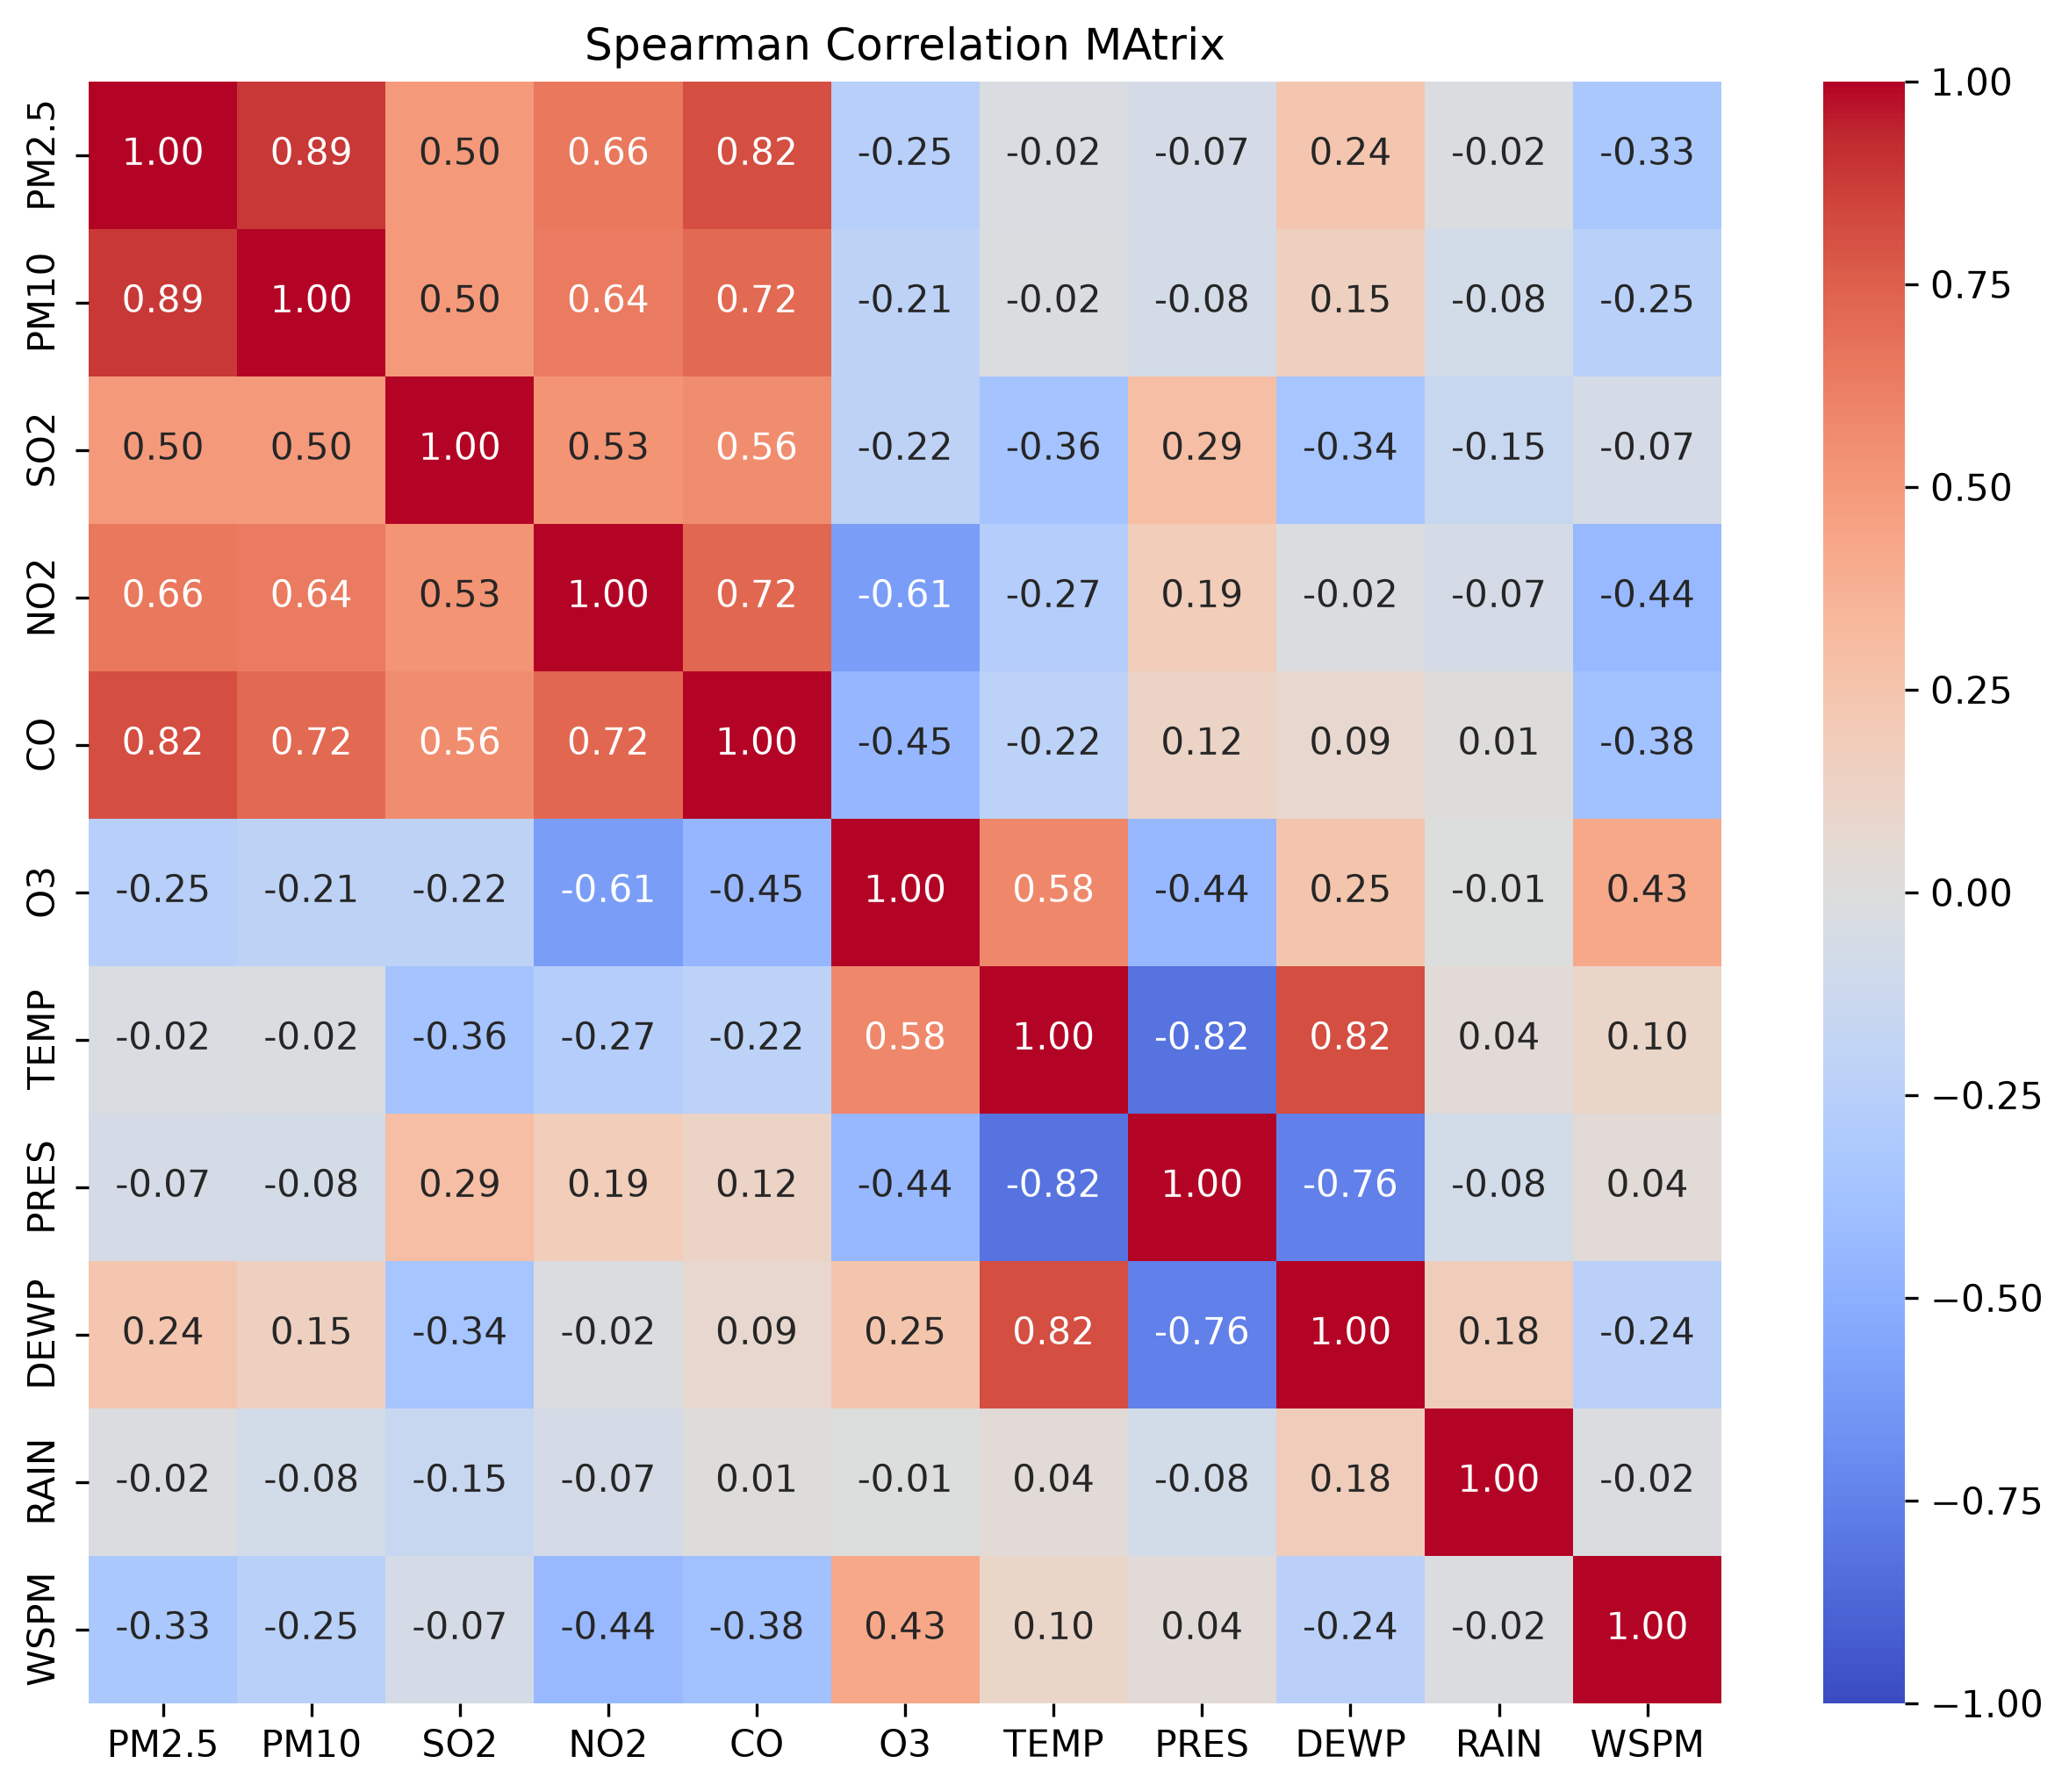 Spearman Correlation MAtrix
PM2.5 1.00 0.89 0.50 0.66 0.82 -0.25 -0.02 -0.07 0.24 -0.02 -0.33
PM10 0.89 1.00 0.50 0.64 0.72 -0.21 -0.02 -0.08 0.15 -0.08 -0.25
SO2 0.50 0.50 1.00 0.53 0.56 -0.22 -0.36 0.29 -0.34 -0.15 -0.07
NO2 0.66 0.64 0.53 1.00 0.72 -0.61 -0.27 0.19 -0.02 -0.07 -0.44
CO 0.82 0.72 0.56 0.72 1.00 -0.45 -0.22 0.12 0.09 0.01 -0.38
O3 -0.25 -0.21 -0.22 -0.61 -0.45 1.00 0.58 -0.44 0.25 -0.01 0.43
TEMP -0.02 -0.02 -0.36 -0.27 -0.22 0.58 1.00 -0.82 0.82 0.04 0.10
PRES -0.07 -0.08 0.29 0.19 0.12 -0.44 -0.82 1.00 -0.76 -0.08 0.04
DEWP 0.24 0.15 -0.34 -0.02 0.09 0.25 0.82 -0.76 1.00 0.18 -0.24
RAIN -0.02 -0.08 -0.15 -0.07 0.01 -0.01 0.04 -0.08 0.18 1.00 -0.02
WSPM -0.33 -0.25 -0.07 -0.44 -0.38 0.43 0.10 0.04 -0.24 -0.02 1.00
PM2.5 PM10 SO2 NO2 CO O3 TEMP PRES DEWP RAIN WSPM
1.00
0.75
0.50
0.25
0.00
−0.25
−0.50
−0.75
−1.00